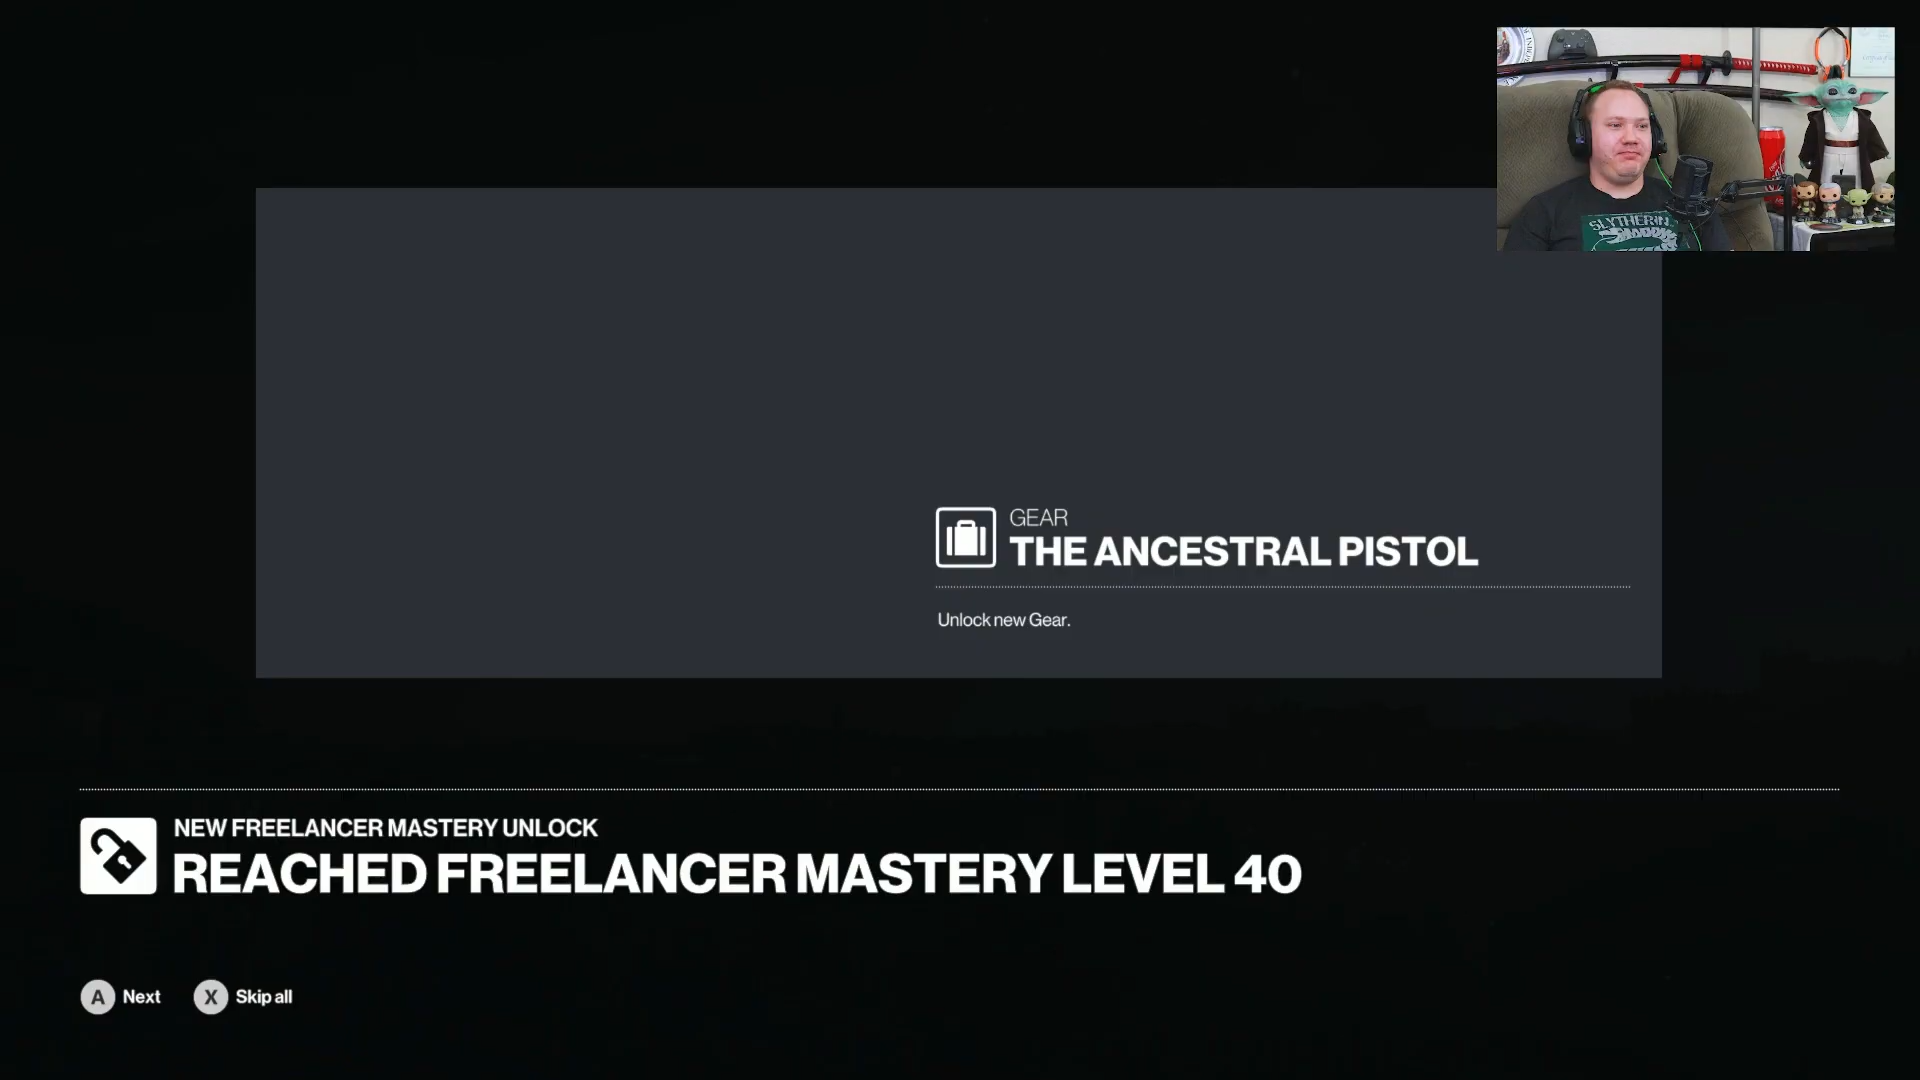 SLYTHERIN
GEAR
THE ANCESTRAL PISTOL
Unlock new Gear.
NEW FREELANCER MASTERY UNLOCK
REACHED FREELANCER MASTERY LEVEL 40
A Next X Skip all